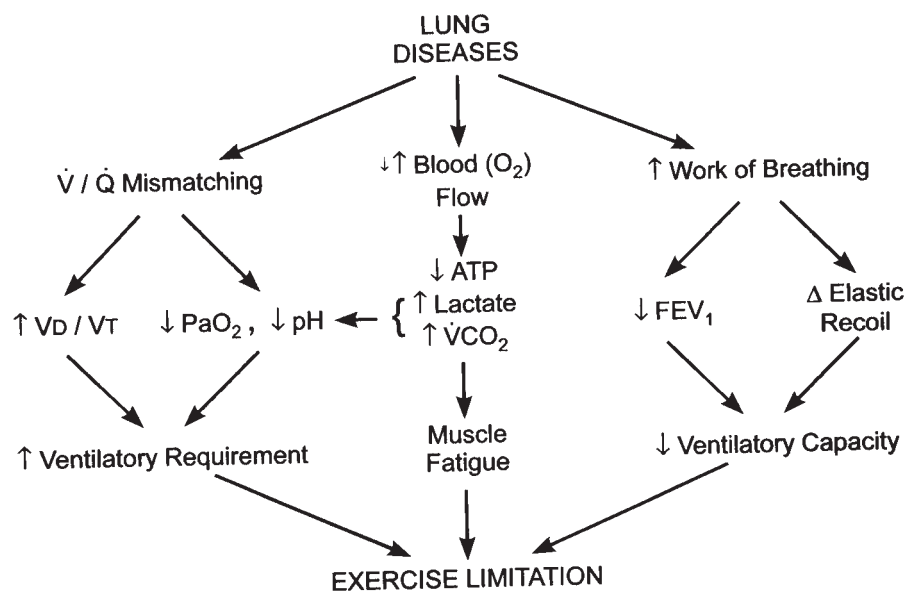 LUNG
DISEASES
V̇ / Q̇ Mismatching
↓↑ Blood (O₂)
Flow
↑ Work of Breathing
↑ VD / VT
↓ PaO₂ , ↓ pH
↓ ATP
{ ↑ Lactate
↑ V̇CO₂
↓ FEV₁
Δ Elastic
Recoil
↑ Ventilatory Requirement
Muscle
Fatigue
↓ Ventilatory Capacity
EXERCISE LIMITATION